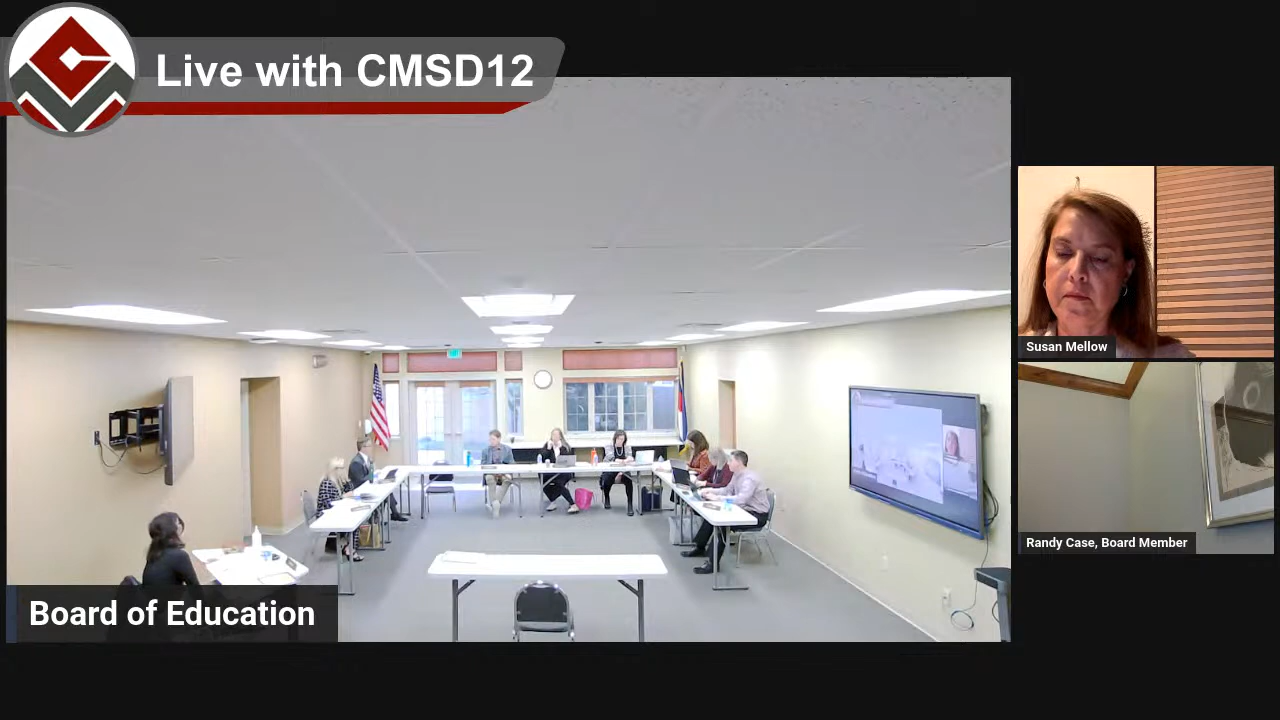 Live with CMSD12
Susan Mellow
Randy Case, Board Member
Board of Education